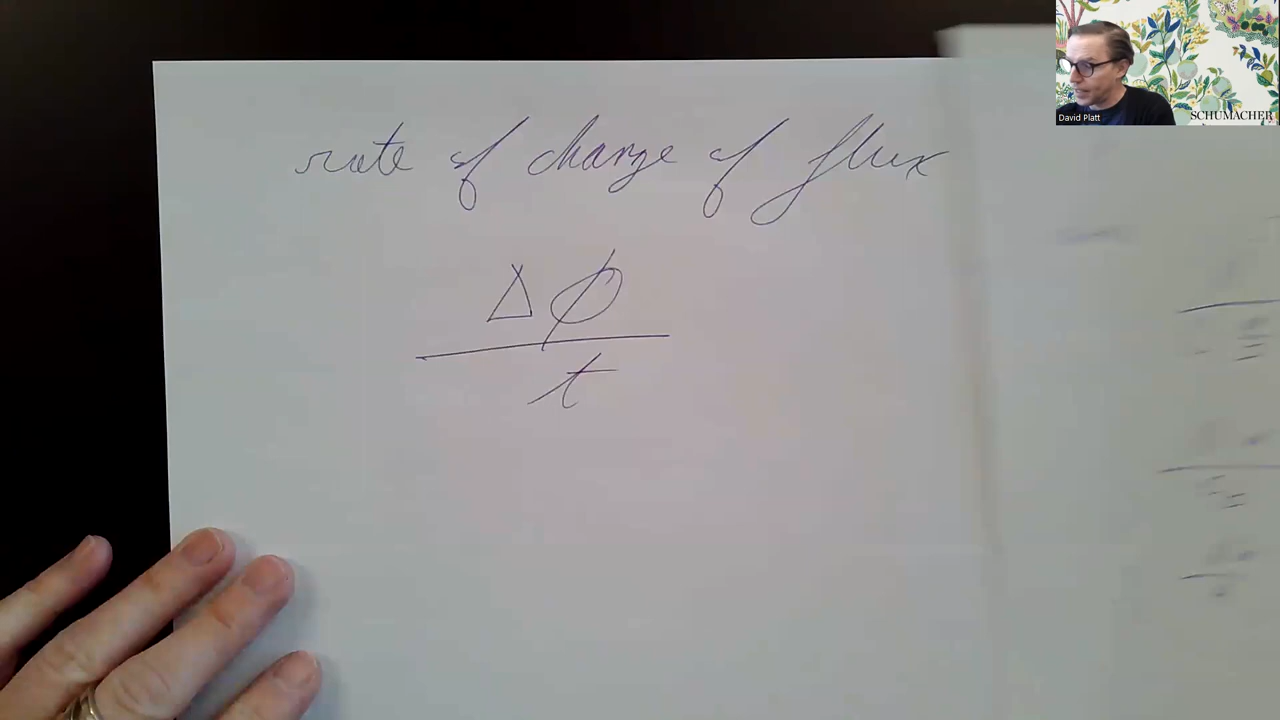 rate of change of flux
Δϕ
t
David Platt
SCHUMACHER